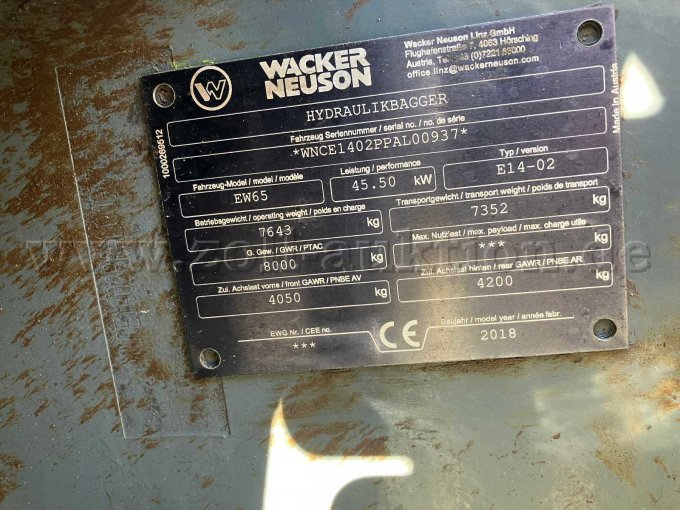 WACKER
NEUSON
Wacker Neuson Linz GmbH
Flughafenstraße 7, 4063 Hörsching
Austria, Tel. +43 (0)7221 63000
office.linz@wackerneuson.com
HYDRAULIKBAGGER
Fahrzeug Seriennummer / serial no. / no. de série
*WNCE1402PPAL00937*
Fahrzeug-Model / model / modèle
EW65
Leistung / performance
45.50 kW
Typ / version
E14-02
Betriebsgewicht / operating weight / poids en charge
7643 kg
Transportgewicht / transport weight / poids de transport
7352 kg
G. Gew. / GWR / PTAC
8000 kg
Max. Nutzlast / max. payload / max. charge utile
*** kg
Zul. Achslast vorne / front GAWR / PNBE AV
4050 kg
Zul. Achslast hinten / rear GAWR / PNBE AR
4200 kg
EWG Nr. / CEE no.
***
CE
Baujahr / model year / année fabr.
2018
1000269512
Made in Austria
www.zoll-auktion.de